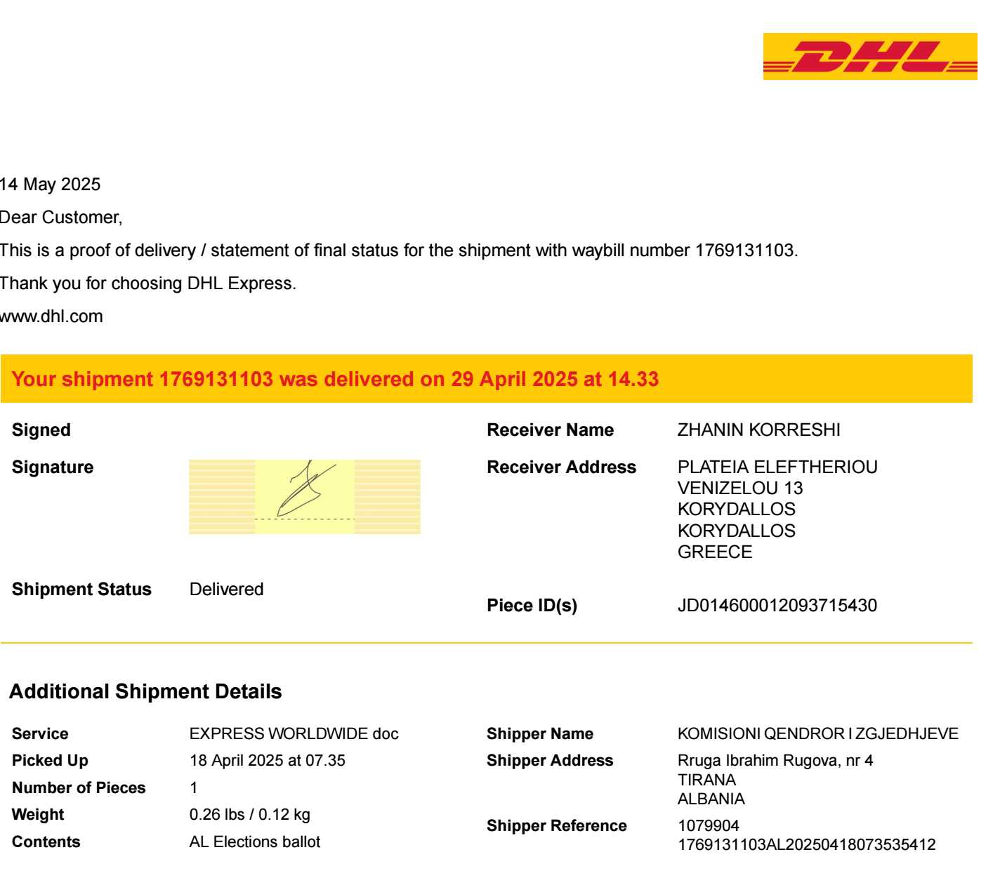 DHL
14 May 2025
Dear Customer,
This is a proof of delivery / statement of final status for the shipment with waybill number 1769131103.
Thank you for choosing DHL Express.
www.dhl.com
Your shipment 1769131103 was delivered on 29 April 2025 at 14.33
Signed
Receiver Name ZHANIN KORRESHI
Signature
Receiver Address PLATEIA ELEFTHERIOU
VENIZELOU 13
KORYDALLOS
KORYDALLOS
GREECE
Shipment Status Delivered
Piece ID(s) JD014600012093715430
Additional Shipment Details
Service EXPRESS WORLDWIDE doc
Shipper Name KOMISIONI QENDROR I ZGJEDHJEVE
Picked Up 18 April 2025 at 07.35
Shipper Address Rruga Ibrahim Rugova, nr 4
TIRANA
ALBANIA
Number of Pieces 1
Weight 0.26 lbs / 0.12 kg
Shipper Reference 1079904
1769131103AL20250418073535412
Contents AL Elections ballot